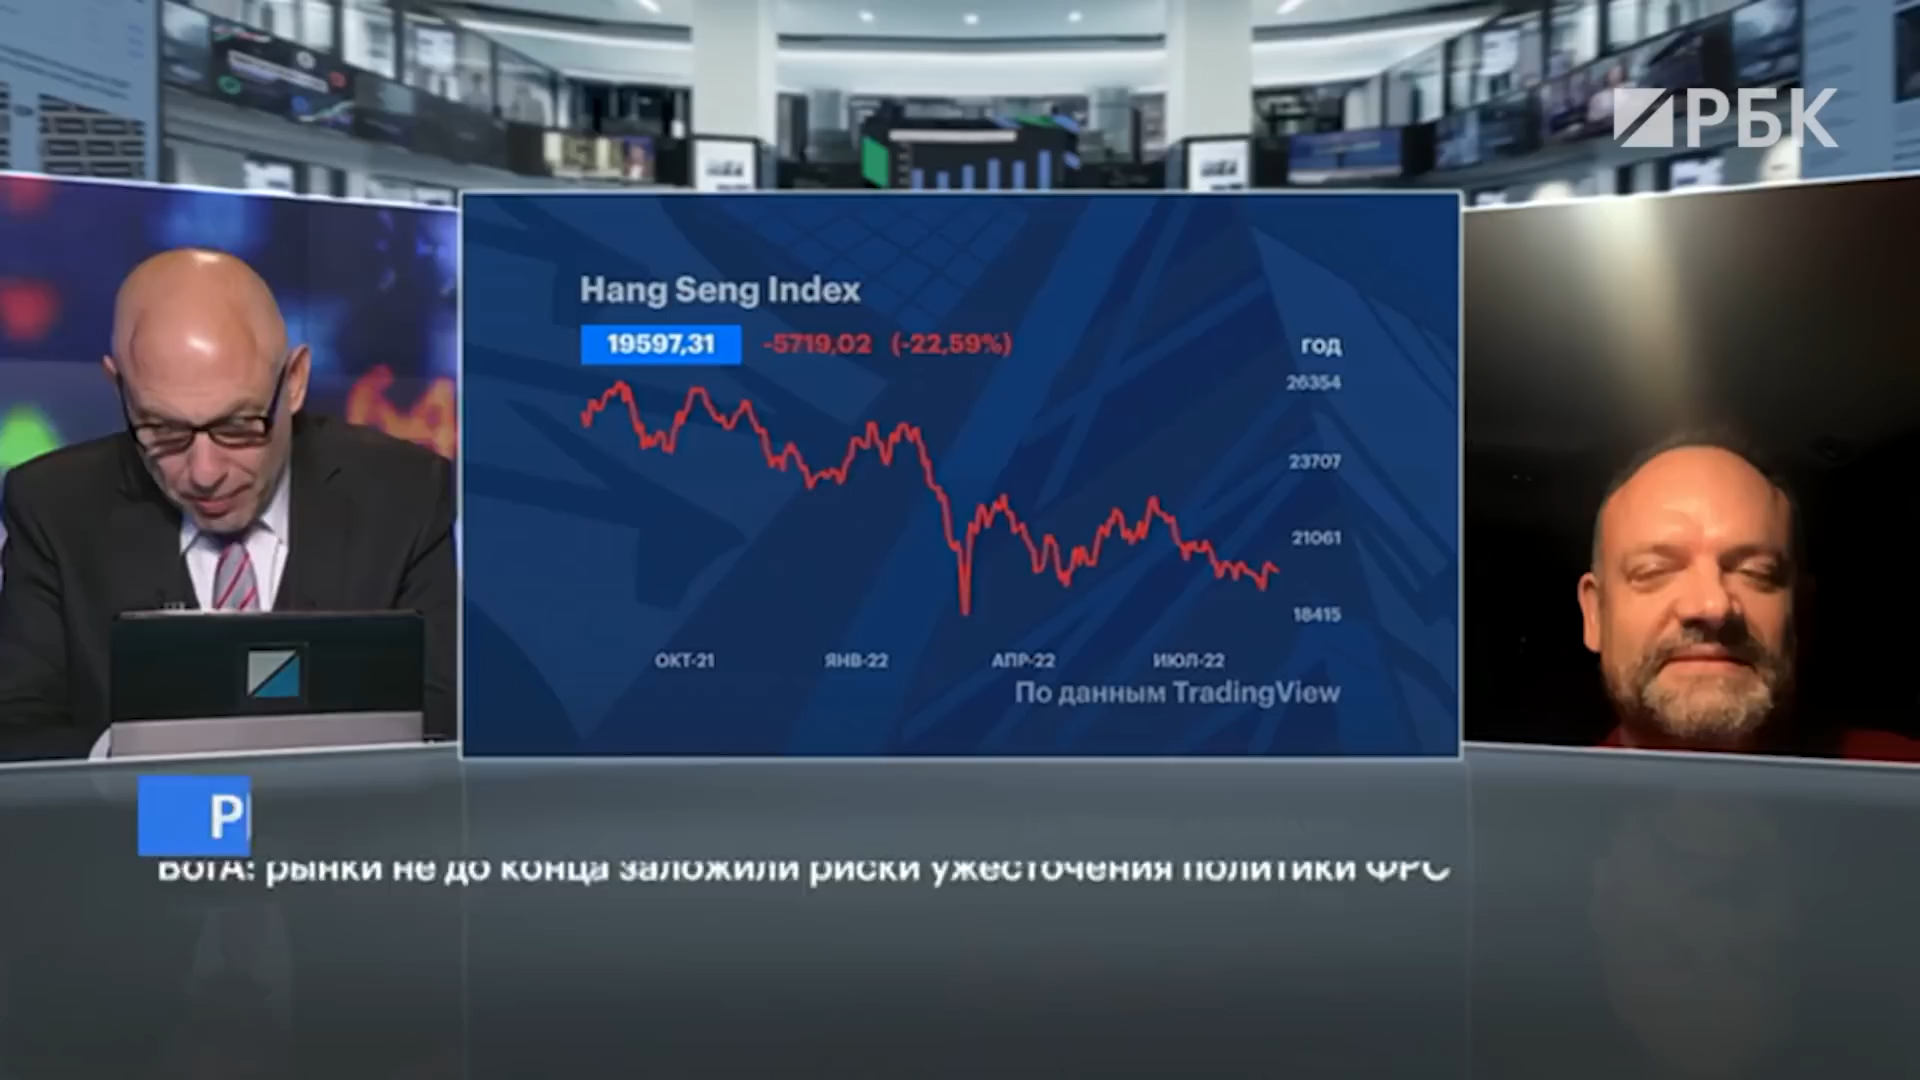 РБК
Hang Seng Index
19597,31 -5719,02 (-22,59%)
год
26354
23707
21061
18415
ОКТ-21 ЯНВ-22 АПР-22 ИЮЛ-22
По данным TradingView
Р
BofA: рынки не до конца заложили риски ужесточения политики ФРС